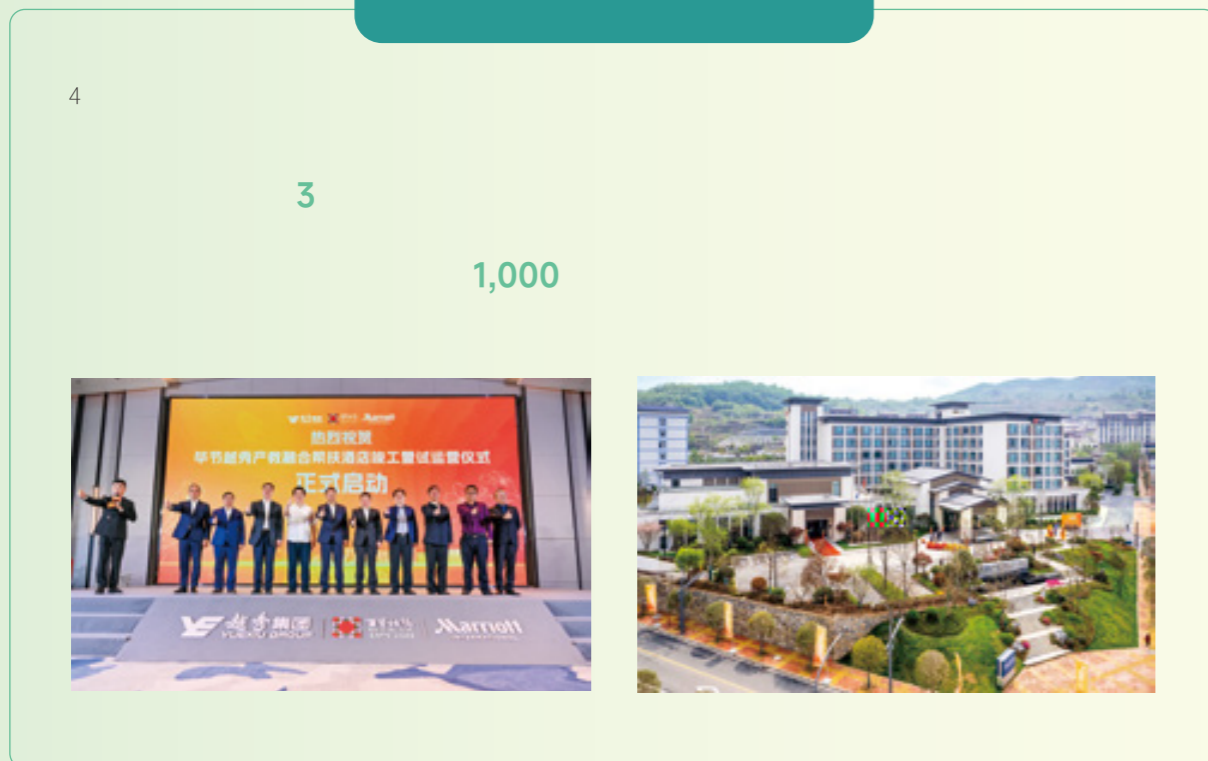 4
3
1,000
热烈祝贺
毕节越秀产教融合帮扶酒店竣工暨试运营仪式
正式启动
越秀集团
YUEXIU GROUP
Marriott
INTERNATIONAL